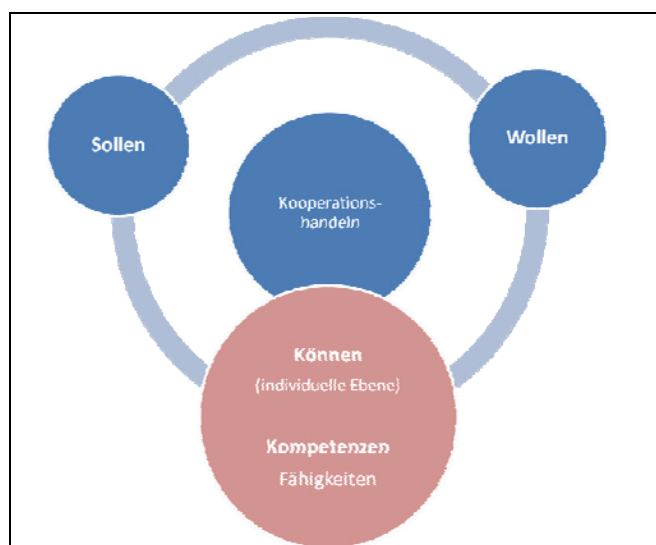 Sollen
Wollen
Kooperations-
handeln
Können
(individuelle Ebene)
Kompetenzen
Fähigkeiten